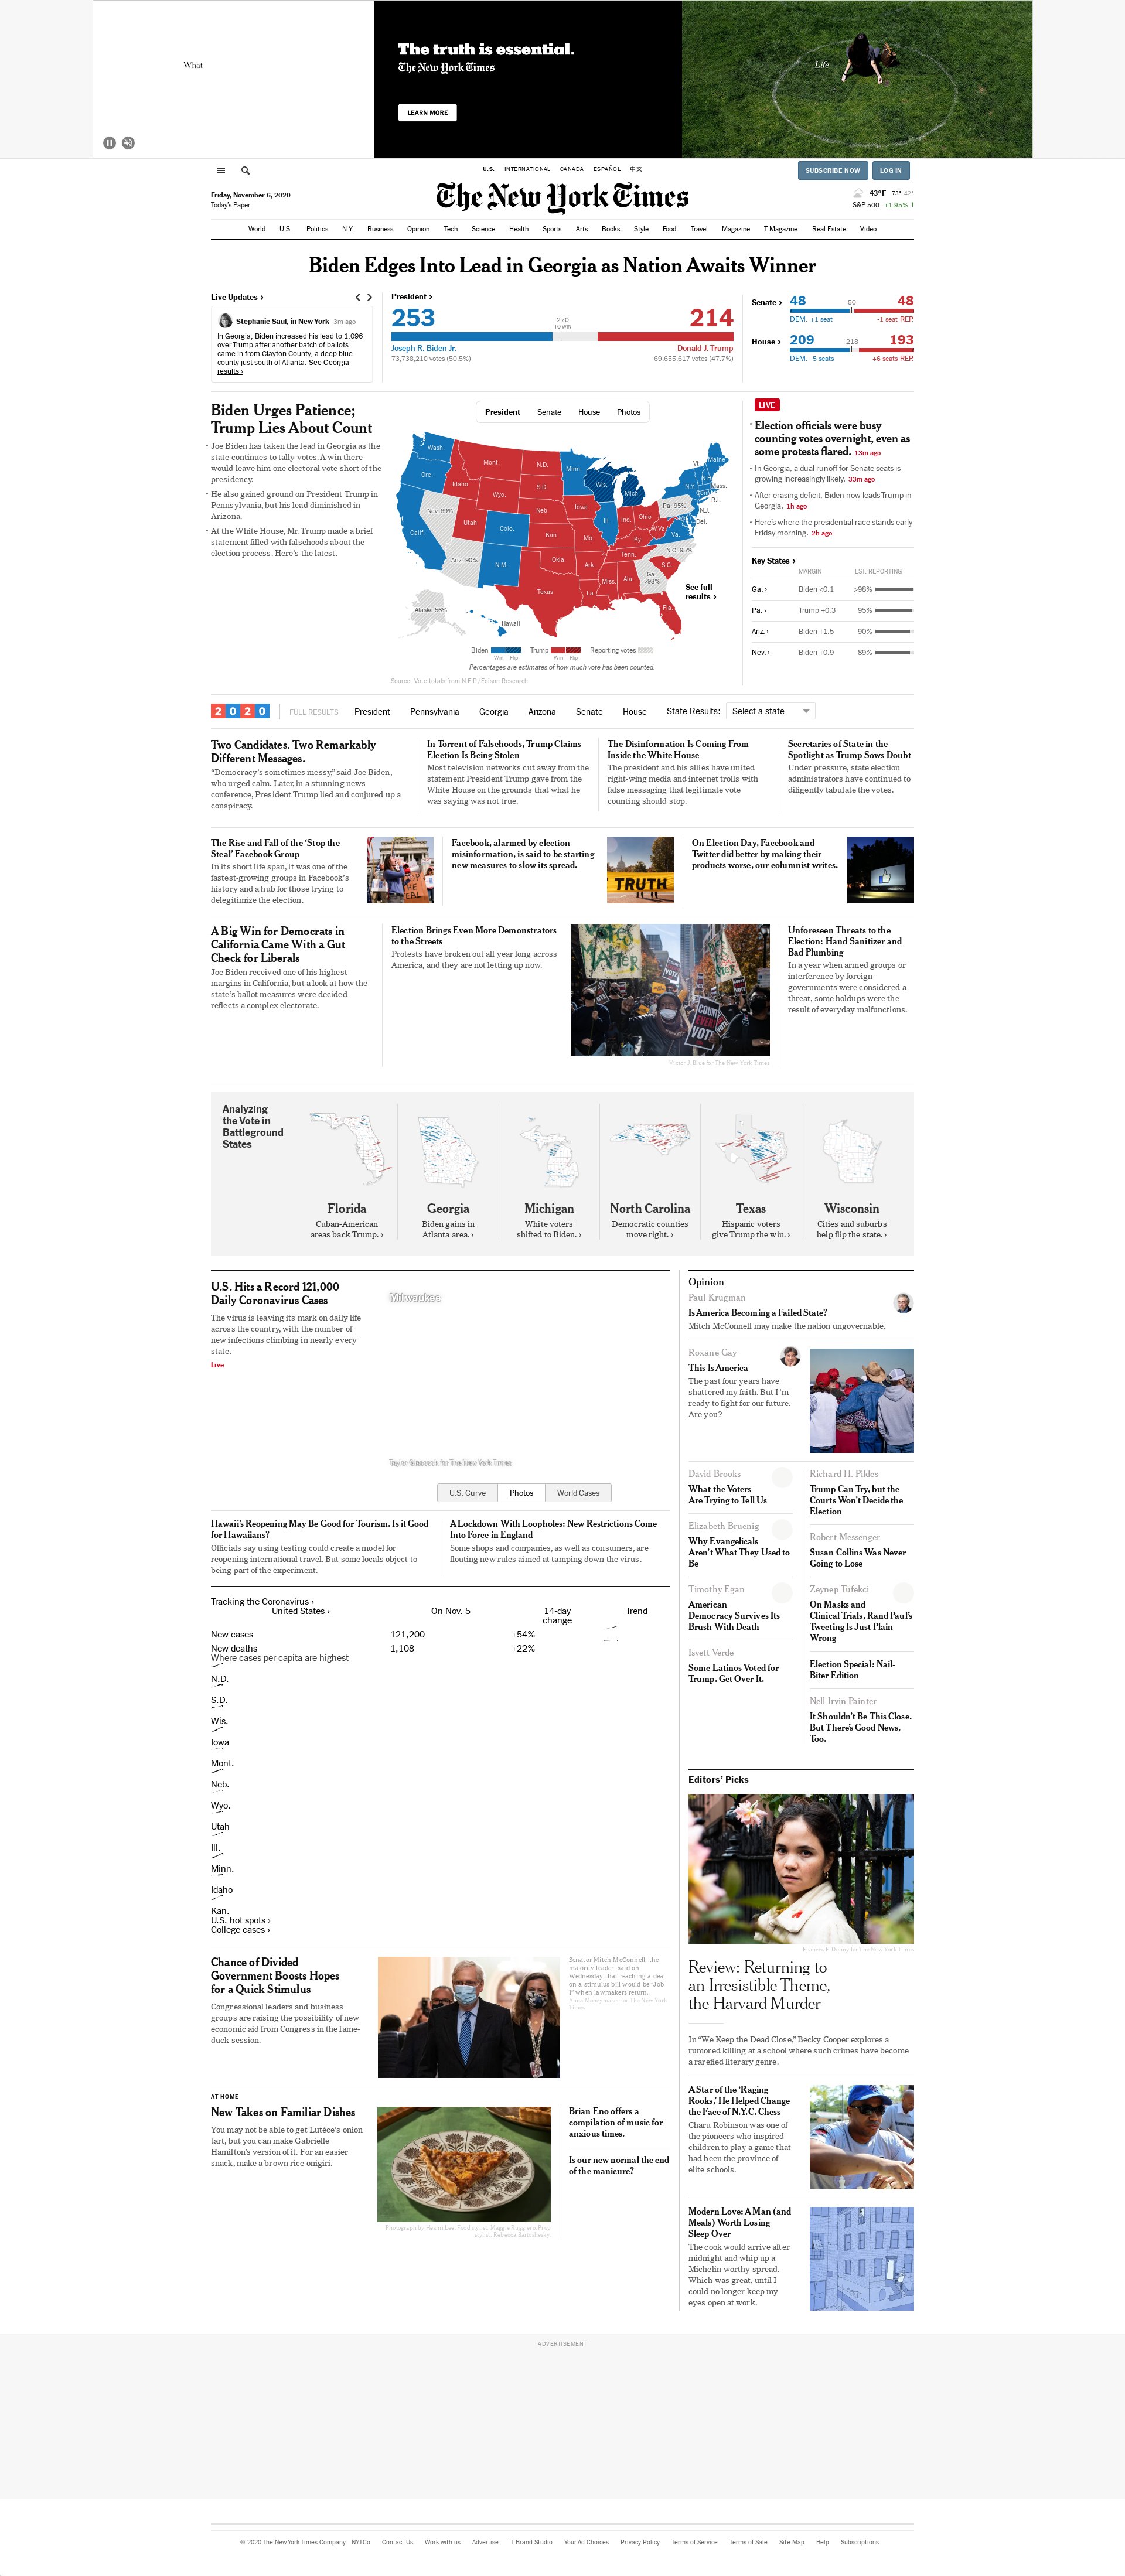 What
The truth is essential.
The New York Times
LEARN MORE
Life
U.S. INTERNATIONAL CANADA ESPAÑOL 中文
SUBSCRIBE NOW LOG IN
Friday, November 6, 2020
Today's Paper
The New York Times
43°F 73° 42°
S&P 500 +1.95% ↑
World U.S. Politics N.Y. Business Opinion Tech Science Health Sports Arts Books Style Food Travel Magazine T Magazine Real Estate Video
Biden Edges Into Lead in Georgia as Nation Awaits Winner
Live Updates ›
Stephanie Saul, in New York 3m ago
In Georgia, Biden increased his lead to 1,096
over Trump after another batch of ballots
came in from Clayton County, a deep blue
county just south of Atlanta. See Georgia
results ›
President ›
253 270 TO WIN 214
Joseph R. Biden Jr. Donald J. Trump
73,738,210 votes (50.5%) 69,655,617 votes (47.7%)
Senate › 48 50 48
DEM. +1 seat -1 seat REP.
House › 209 218 193
DEM. -5 seats +6 seats REP.
Biden Urges Patience;
Trump Lies About Count
• Joe Biden has taken the lead in Georgia as the
state continues to tally votes. A win there
would leave him one electoral vote short of the
presidency.
• He also gained ground on President Trump in
Pennsylvania, but his lead diminished in
Arizona.
• At the White House, Mr. Trump made a brief
statement filled with falsehoods about the
election process. Here's the latest.
President Senate House Photos
Wash.
Ore.
Calif.
Nev. 89%
Idaho
Mont.
Wyo.
Utah
Ariz. 90%
Colo.
N.M.
N.D.
S.D.
Neb.
Kan.
Okla.
Texas
Minn.
Iowa
Mo.
Ark.
La.
Wis.
Ill.
Mich.
Ind.
Ohio
Ky.
Tenn.
Miss.
Ala.
Ga. >98%
Fla.
S.C.
N.C. 95%
Va.
W.Va.
Pa. 95%
N.Y.
Vt.
N.H.
Maine
Mass.
R.I.
Conn.
N.J.
Del.
Alaska 56%
Hawaii
See full
results ›
Biden Win Flip Trump Win Flip Reporting votes
Percentages are estimates of how much vote has been counted.
Source: Vote totals from N.E.P./Edison Research
LIVE
• Election officials were busy
counting votes overnight, even as
some protests flared. 13m ago
• In Georgia, a dual runoff for Senate seats is
growing increasingly likely. 33m ago
• After erasing deficit, Biden now leads Trump in
Georgia. 1h ago
• Here's where the presidential race stands early
Friday morning. 2h ago
Key States ›
MARGIN EST. REPORTING
Ga. › Biden <0.1 >98%
Pa. › Trump +0.3 95%
Ariz. › Biden +1.5 90%
Nev. › Biden +0.9 89%
2020 FULL RESULTS President Pennsylvania Georgia Arizona Senate House State Results: Select a state
Two Candidates. Two Remarkably
Different Messages.
“Democracy's sometimes messy,” said Joe Biden,
who urged calm. Later, in a stunning news
conference, President Trump lied and conjured up a
conspiracy.
In Torrent of Falsehoods, Trump Claims
Election Is Being Stolen
Most television networks cut away from the
statement President Trump gave from the
White House on the grounds that what he
was saying was not true.
The Disinformation Is Coming From
Inside the White House
The president and his allies have united
right-wing media and internet trolls with
false messaging that legitimate vote
counting should stop.
Secretaries of State in the
Spotlight as Trump Sows Doubt
Under pressure, state election
administrators have continued to
diligently tabulate the votes.
The Rise and Fall of the ‘Stop the
Steal’ Facebook Group
In its short life span, it was one of the
fastest-growing groups in Facebook's
history and a hub for those trying to
delegitimize the election.
Facebook, alarmed by election
misinformation, is said to be starting
new measures to slow its spread.
TRUTH
On Election Day, Facebook and
Twitter did better by making their
products worse, our columnist writes.
A Big Win for Democrats in
California Came With a Gut
Check for Liberals
Joe Biden received one of his highest
margins in California, but a look at how the
state's ballot measures were decided
reflects a complex electorate.
Election Brings Even More Demonstrators
to the Streets
Protests have broken out all year long across
America, and they are not letting up now.
COUNT EVERY VOTE
Victor J. Blue for The New York Times
Unforeseen Threats to the
Election: Hand Sanitizer and
Bad Plumbing
In a year when armed groups or
interference by foreign
governments were considered a
threat, some holdups were the
result of everyday malfunctions.
Analyzing
the Vote in
Battleground
States
Florida
Cuban-American
areas back Trump. ›
Georgia
Biden gains in
Atlanta area. ›
Michigan
White voters
shifted to Biden. ›
North Carolina
Democratic counties
move right. ›
Texas
Hispanic voters
give Trump the win. ›
Wisconsin
Cities and suburbs
help flip the state. ›
U.S. Hits a Record 121,000
Daily Coronavirus Cases
The virus is leaving its mark on daily life
across the country, with the number of
new infections climbing in nearly every
state.
Live
Milwaukee
Taylor Glascock for The New York Times
U.S. Curve Photos World Cases
Hawaii's Reopening May Be Good for Tourism. Is it Good
for Hawaiians?
Officials say using testing could create a model for
reopening international travel. But some locals object to
being part of the experiment.
A Lockdown With Loopholes: New Restrictions Come
Into Force in England
Some shops and companies, as well as consumers, are
flouting new rules aimed at tamping down the virus.
Tracking the Coronavirus ›
United States › On Nov. 5 14-day change Trend
New cases 121,200 +54%
New deaths 1,108 +22%
Where cases per capita are highest
N.D.
S.D.
Wis.
Iowa
Mont.
Neb.
Wyo.
Utah
Ill.
Minn.
Idaho
Kan.
U.S. hot spots ›
College cases ›
Chance of Divided
Government Boosts Hopes
for a Quick Stimulus
Congressional leaders and business
groups are raising the possibility of new
economic aid from Congress in the lame-
duck session.
Senator Mitch McConnell, the
majority leader, said on
Wednesday that reaching a deal
on a stimulus bill would be “Job
1” when lawmakers return.
Anna Moneymaker for The New York
Times
AT HOME
New Takes on Familiar Dishes
You may not be able to get Lutèce's onion
tart, but you can make Gabrielle
Hamilton's version of it. For an easier
snack, make a brown rice onigiri.
Photograph by Heami Lee. Food stylist: Maggie Ruggiero. Prop
stylist: Rebecca Bartoshesky.
Brian Eno offers a
compilation of music for
anxious times.
Is our new normal the end
of the manicure?
Opinion
Paul Krugman
Is America Becoming a Failed State?
Mitch McConnell may make the nation ungovernable.
Roxane Gay
This Is America
The past four years have
shattered my faith. But I'm
ready to fight for our future.
Are you?
David Brooks
What the Voters
Are Trying to Tell Us
Elizabeth Bruenig
Why Evangelicals
Aren't What They Used to
Be
Timothy Egan
American
Democracy Survives Its
Brush With Death
Isvett Verde
Some Latinos Voted for
Trump. Get Over It.
Richard H. Pildes
Trump Can Try, but the
Courts Won't Decide the
Election
Robert Messenger
Susan Collins Was Never
Going to Lose
Zeynep Tufekci
On Masks and
Clinical Trials, Rand Paul's
Tweeting Is Just Plain
Wrong
Election Special: Nail-
Biter Edition
Nell Irvin Painter
It Shouldn't Be This Close.
But There's Good News,
Too.
Editors' Picks
Frances F. Denny for The New York Times
Review: Returning to
an Irresistible Theme,
the Harvard Murder
In “We Keep the Dead Close,” Becky Cooper explores a
rumored killing at a school where such crimes have become
a rarefied literary genre.
A Star of the ‘Raging
Rooks,’ He Helped Change
the Face of N.Y.C. Chess
Charu Robinson was one of
the pioneers who inspired
children to play a game that
had been the province of
elite schools.
Modern Love: A Man (and
Meals) Worth Losing
Sleep Over
The cook would arrive after
midnight and whip up a
Michelin-worthy spread.
Which was great, until I
could no longer keep my
eyes open at work.
ADVERTISEMENT
© 2020 The New York Times Company NYTCo Contact Us Work with us Advertise T Brand Studio Your Ad Choices Privacy Policy Terms of Service Terms of Sale Site Map Help Subscriptions